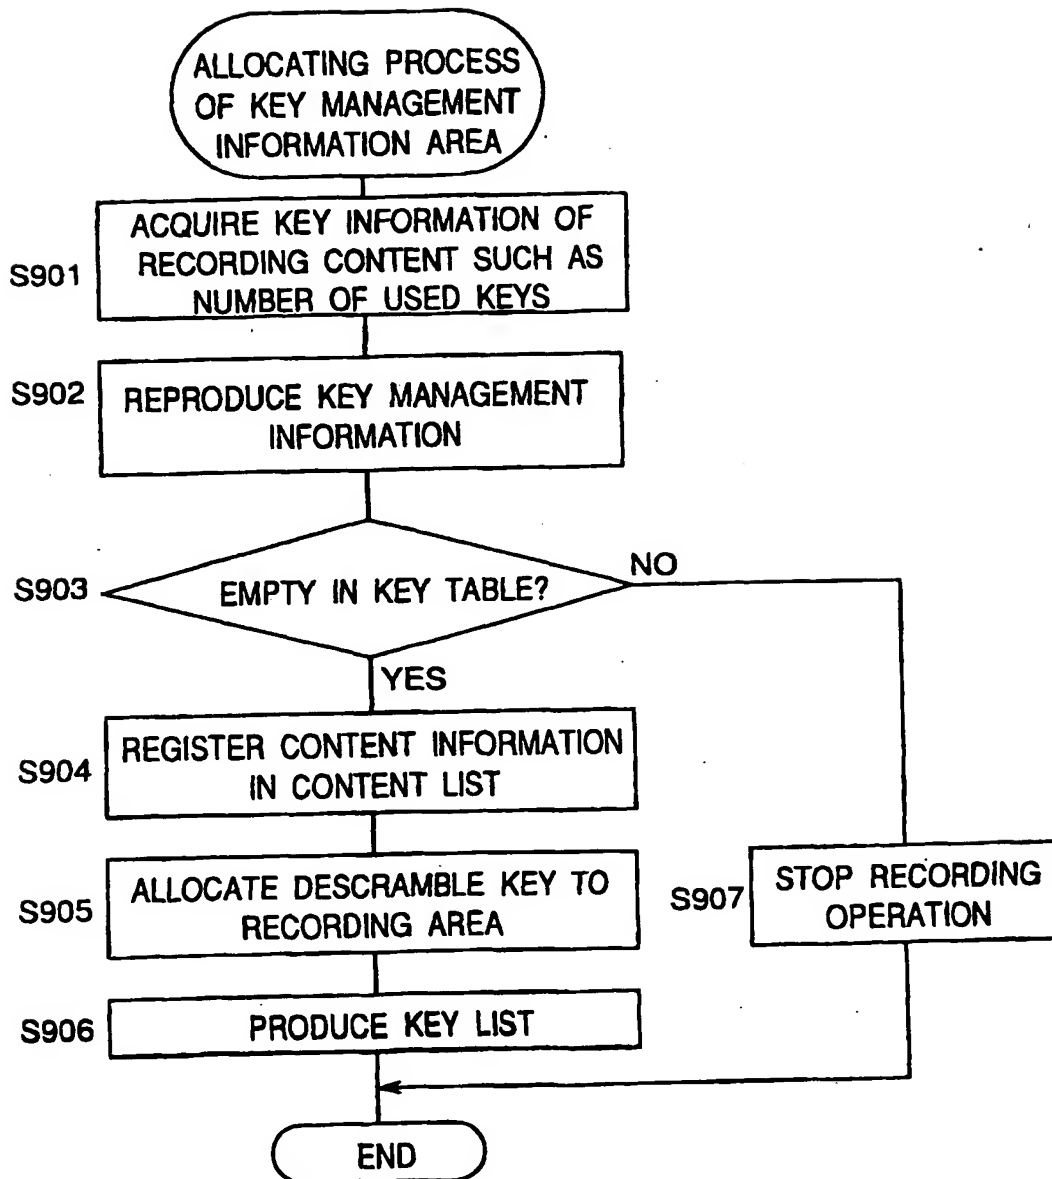 ALLOCATING PROCESS
OF KEY MANAGEMENT
INFORMATION AREA
S901
ACQUIRE KEY INFORMATION OF
RECORDING CONTENT SUCH AS
NUMBER OF USED KEYS
S902
REPRODUCE KEY MANAGEMENT
INFORMATION
S903
EMPTY IN KEY TABLE?
NO
YES
S904
REGISTER CONTENT INFORMATION
IN CONTENT LIST
S905
ALLOCATE DESCRAMBLE KEY TO
RECORDING AREA
S907
STOP RECORDING
OPERATION
S906
PRODUCE KEY LIST
END